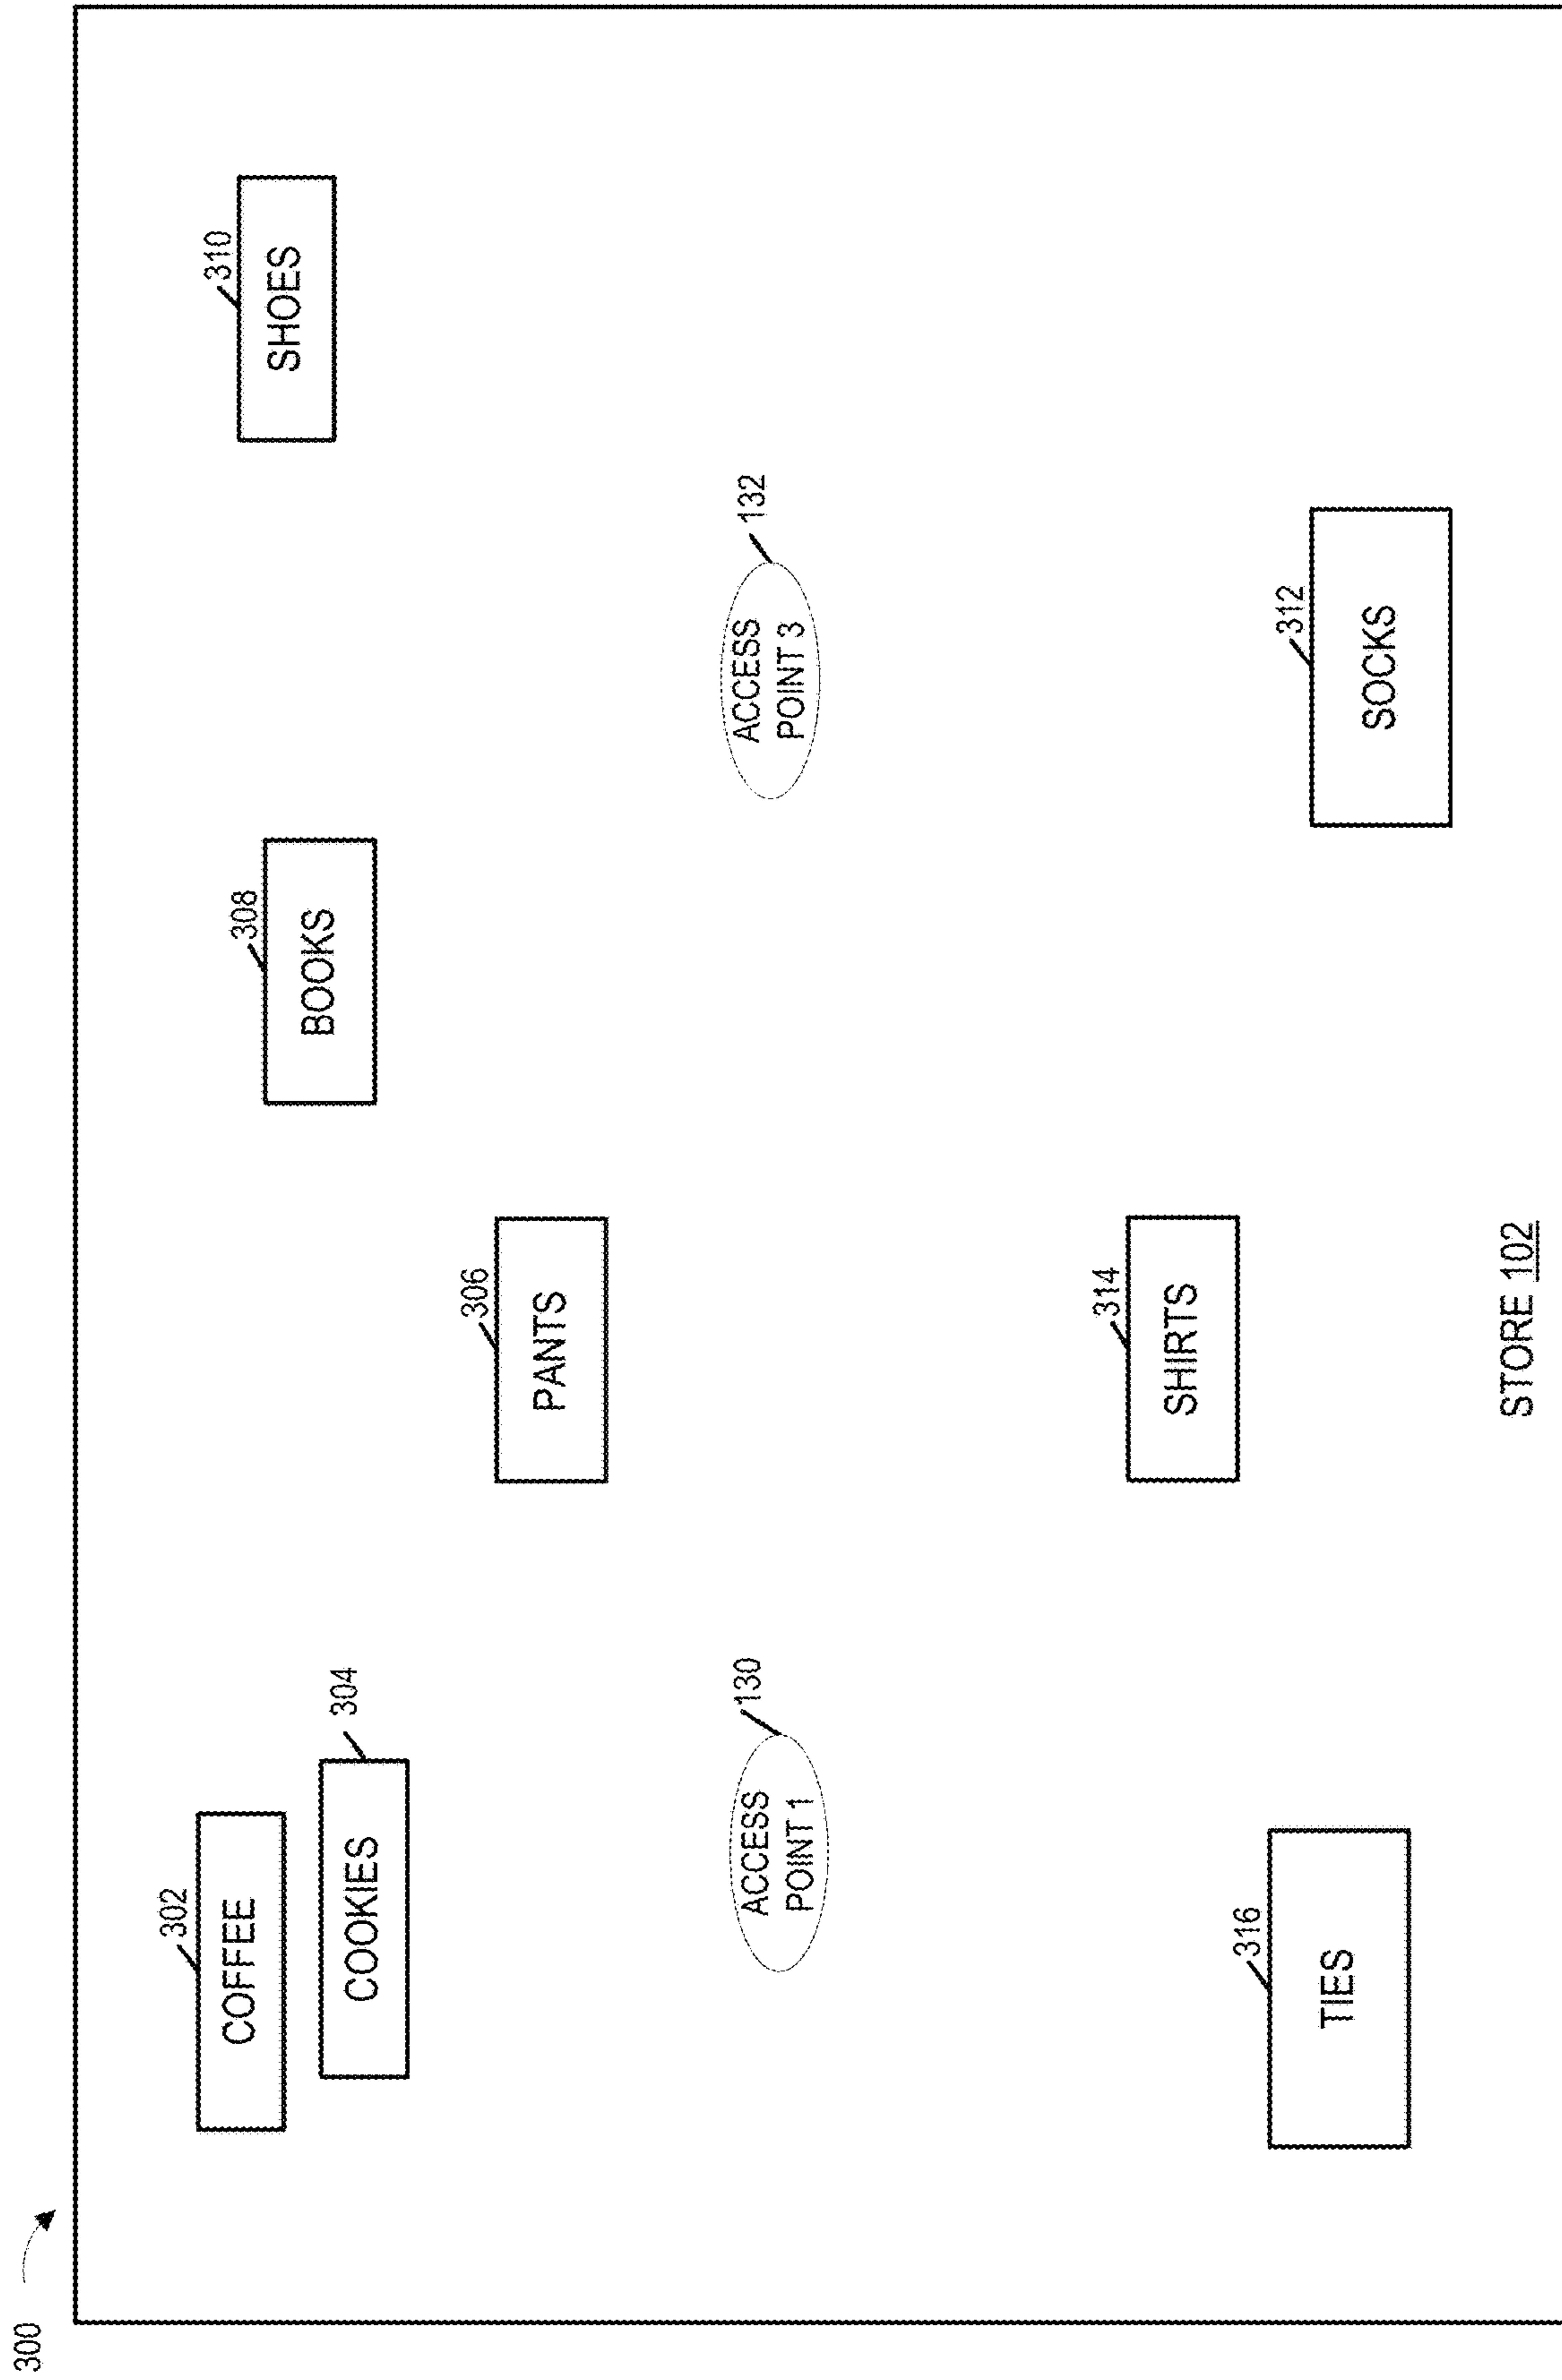 300
302
COFFEE
304
COOKIES
306
PANTS
308
BOOKS
310
SHOES
130
ACCESS
POINT 1
132
ACCESS
POINT 3
316
TIES
314
SHIRTS
312
SOCKS
STORE 102